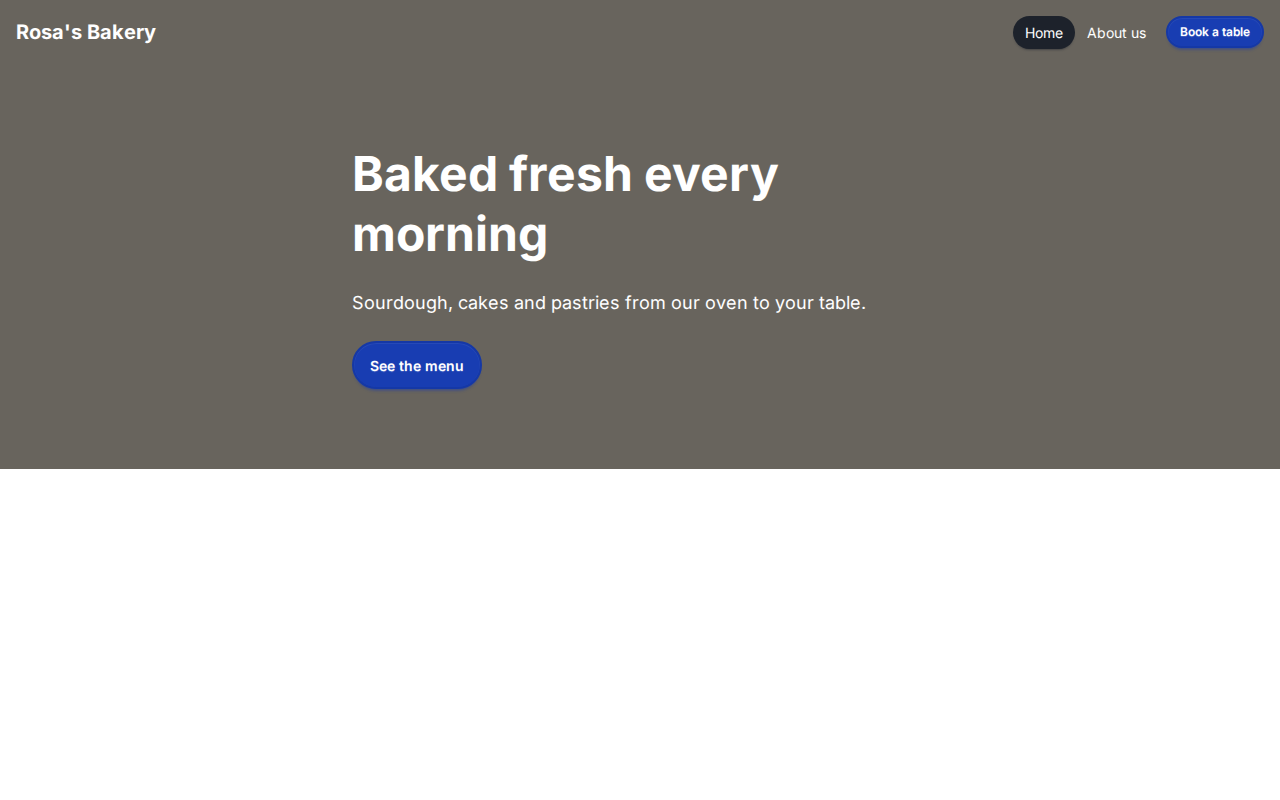 Rosa's Bakery
Home
About us
Book a table
Baked fresh every
morning
Sourdough, cakes and pastries from our oven to your table.
See the menu